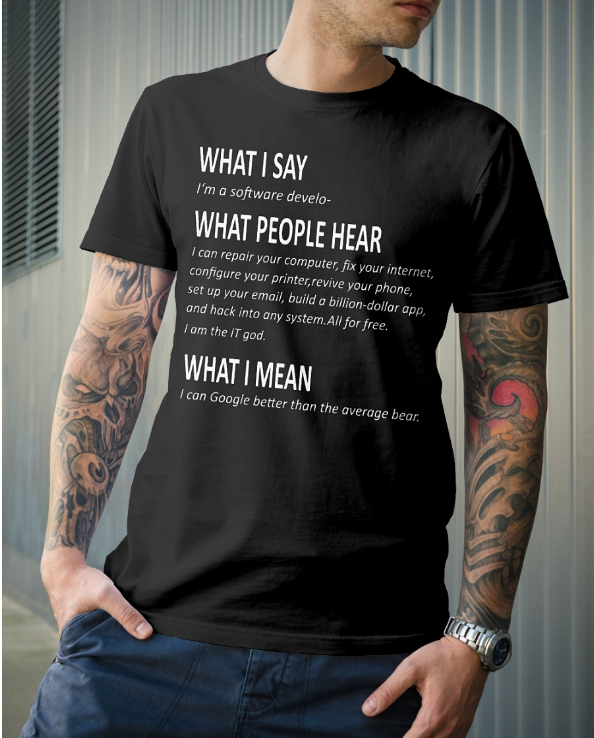 WHAT I SAY
I'm a software develo-
WHAT PEOPLE HEAR
I can repair your computer, fix your internet,
configure your printer,revive your phone,
set up your email, build a billion-dollar app,
and hack into any system.All for free.
I am the IT god.
WHAT I MEAN
I can Google better than the average bear.